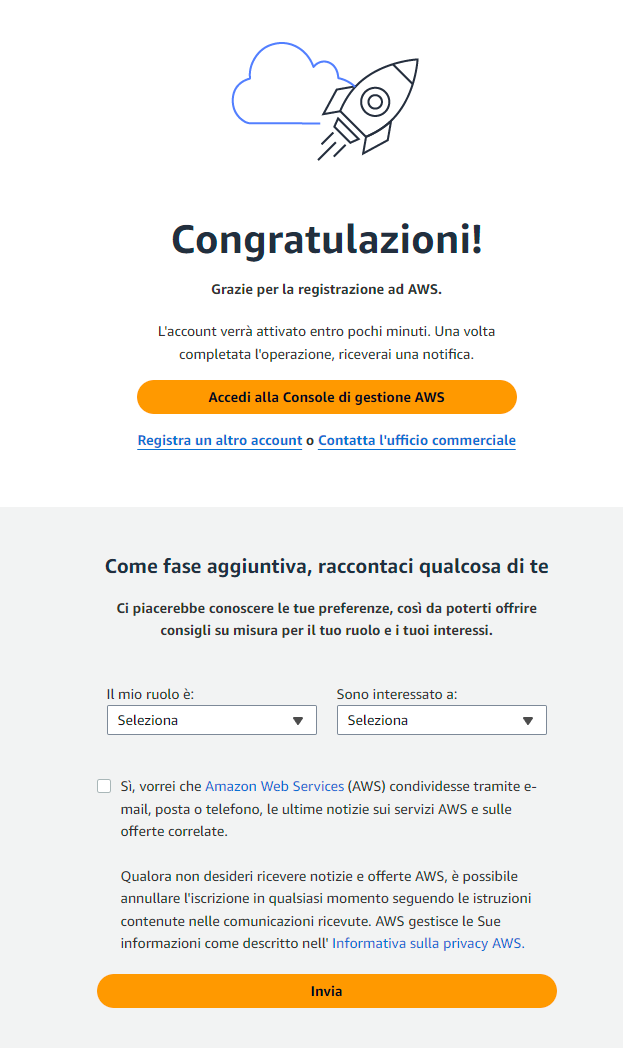 Congratulazioni!
Grazie per la registrazione ad AWS.
L'account verrà attivato entro pochi minuti. Una volta
completata l'operazione, riceverai una notifica.
Accedi alla Console di gestione AWS
Registra un altro account o Contatta l'ufficio commerciale
Come fase aggiuntiva, raccontaci qualcosa di te
Ci piacerebbe conoscere le tue preferenze, così da poterti offrire
consigli su misura per il tuo ruolo e i tuoi interessi.
Il mio ruolo è:
Seleziona
Sono interessato a:
Seleziona
Sì, vorrei che Amazon Web Services (AWS) condividesse tramite e-
mail, posta o telefono, le ultime notizie sui servizi AWS e sulle
offerte correlate.
Qualora non desideri ricevere notizie e offerte AWS, è possibile
annullare l'iscrizione in qualsiasi momento seguendo le istruzioni
contenute nelle comunicazioni ricevute. AWS gestisce le Sue
informazioni come descritto nell' Informativa sulla privacy AWS.
Invia